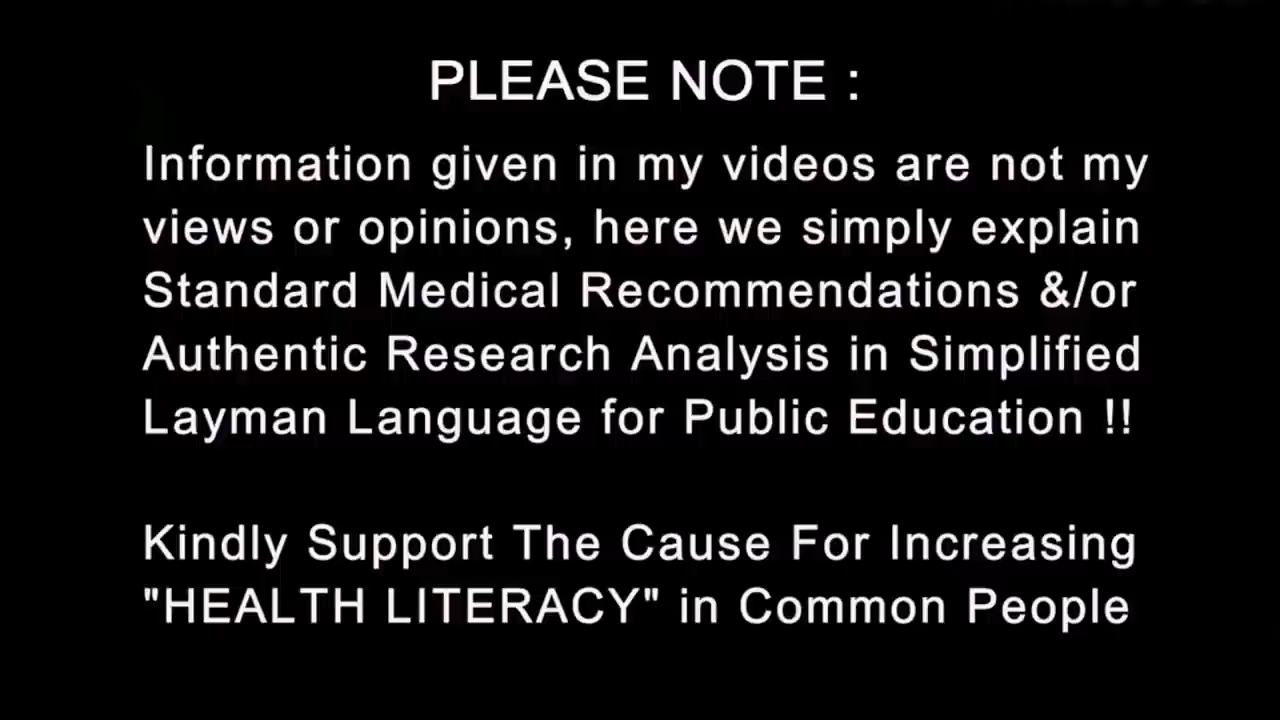 PLEASE NOTE :
Information given in my videos are not my
views or opinions, here we simply explain
Standard Medical Recommendations &/or
Authentic Research Analysis in Simplified
Layman Language for Public Education !!
Kindly Support The Cause For Increasing
"HEALTH LITERACY" in Common People